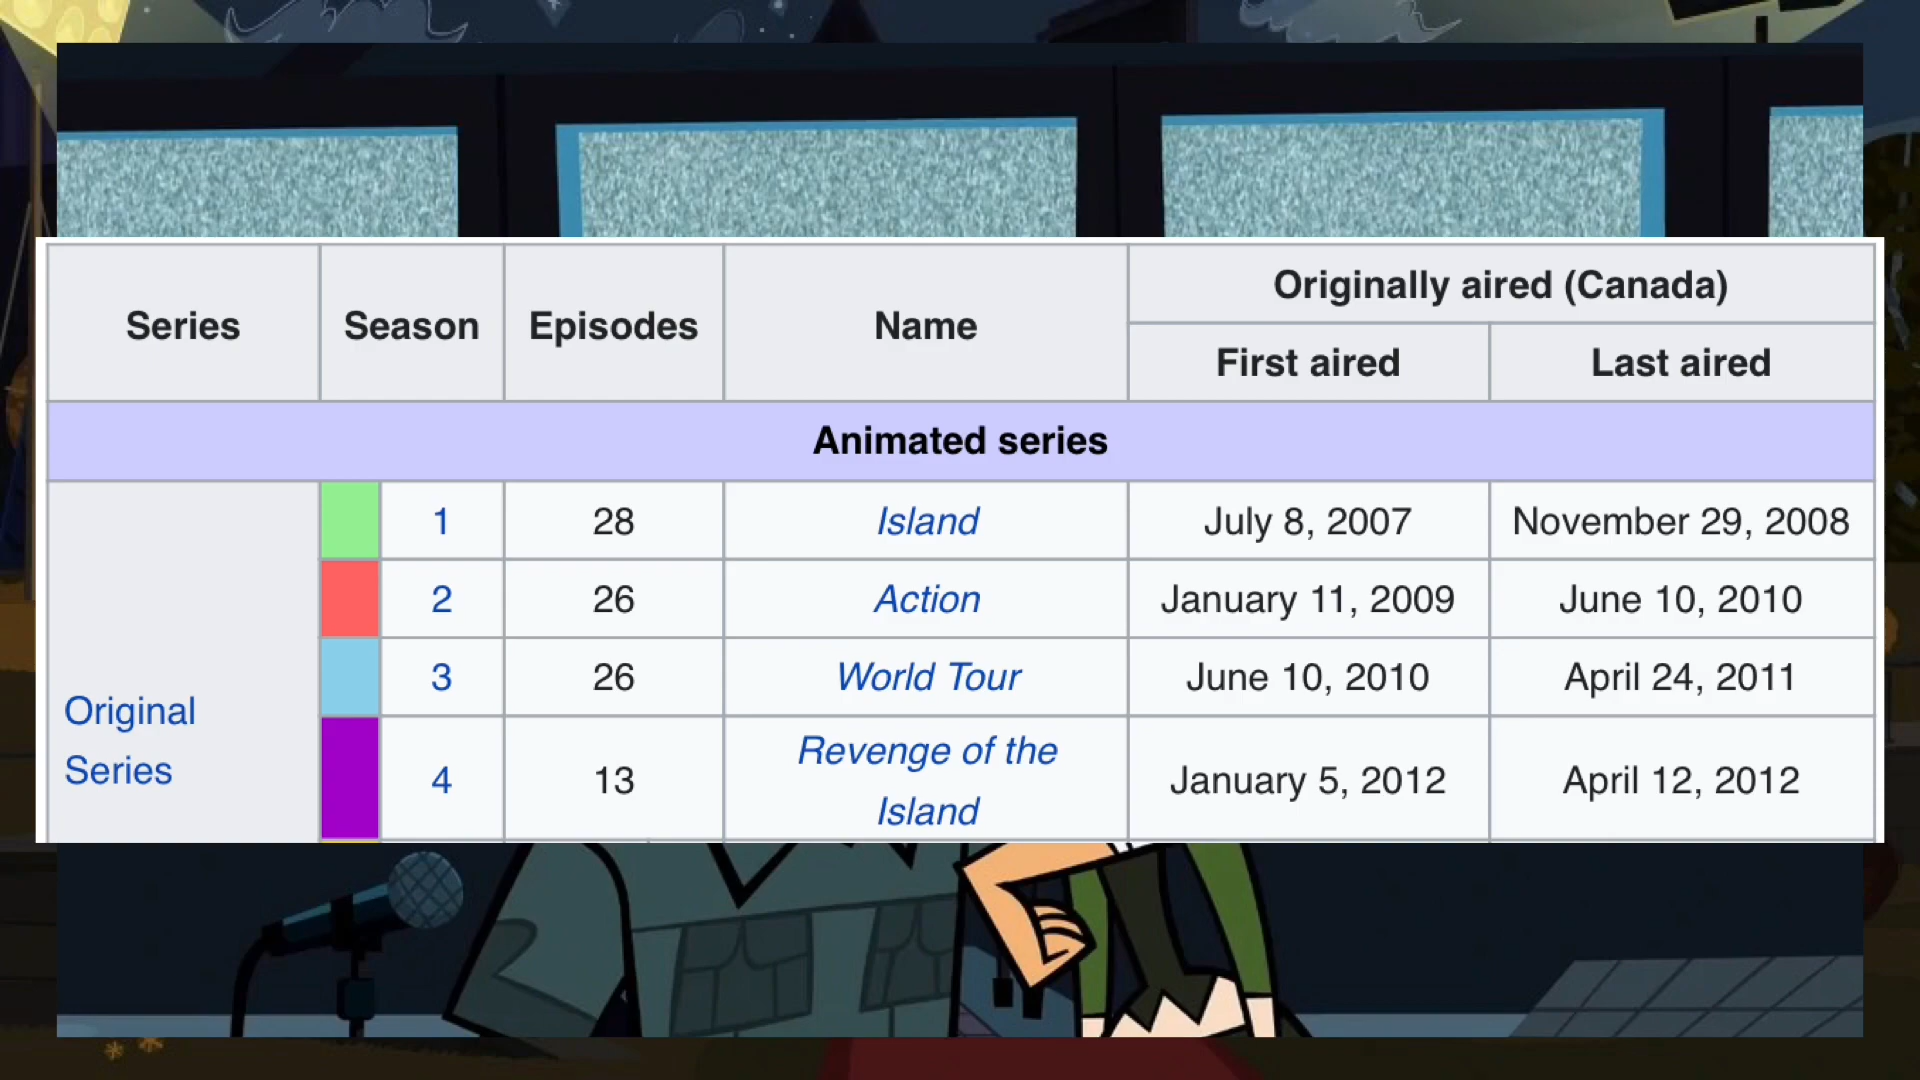 Series Season Episodes Name Originally aired (Canada)
First aired Last aired
Animated series
Original
Series
1 28 Island July 8, 2007 November 29, 2008
2 26 Action January 11, 2009 June 10, 2010
3 26 World Tour June 10, 2010 April 24, 2011
4 13 Revenge of the
Island January 5, 2012 April 12, 2012